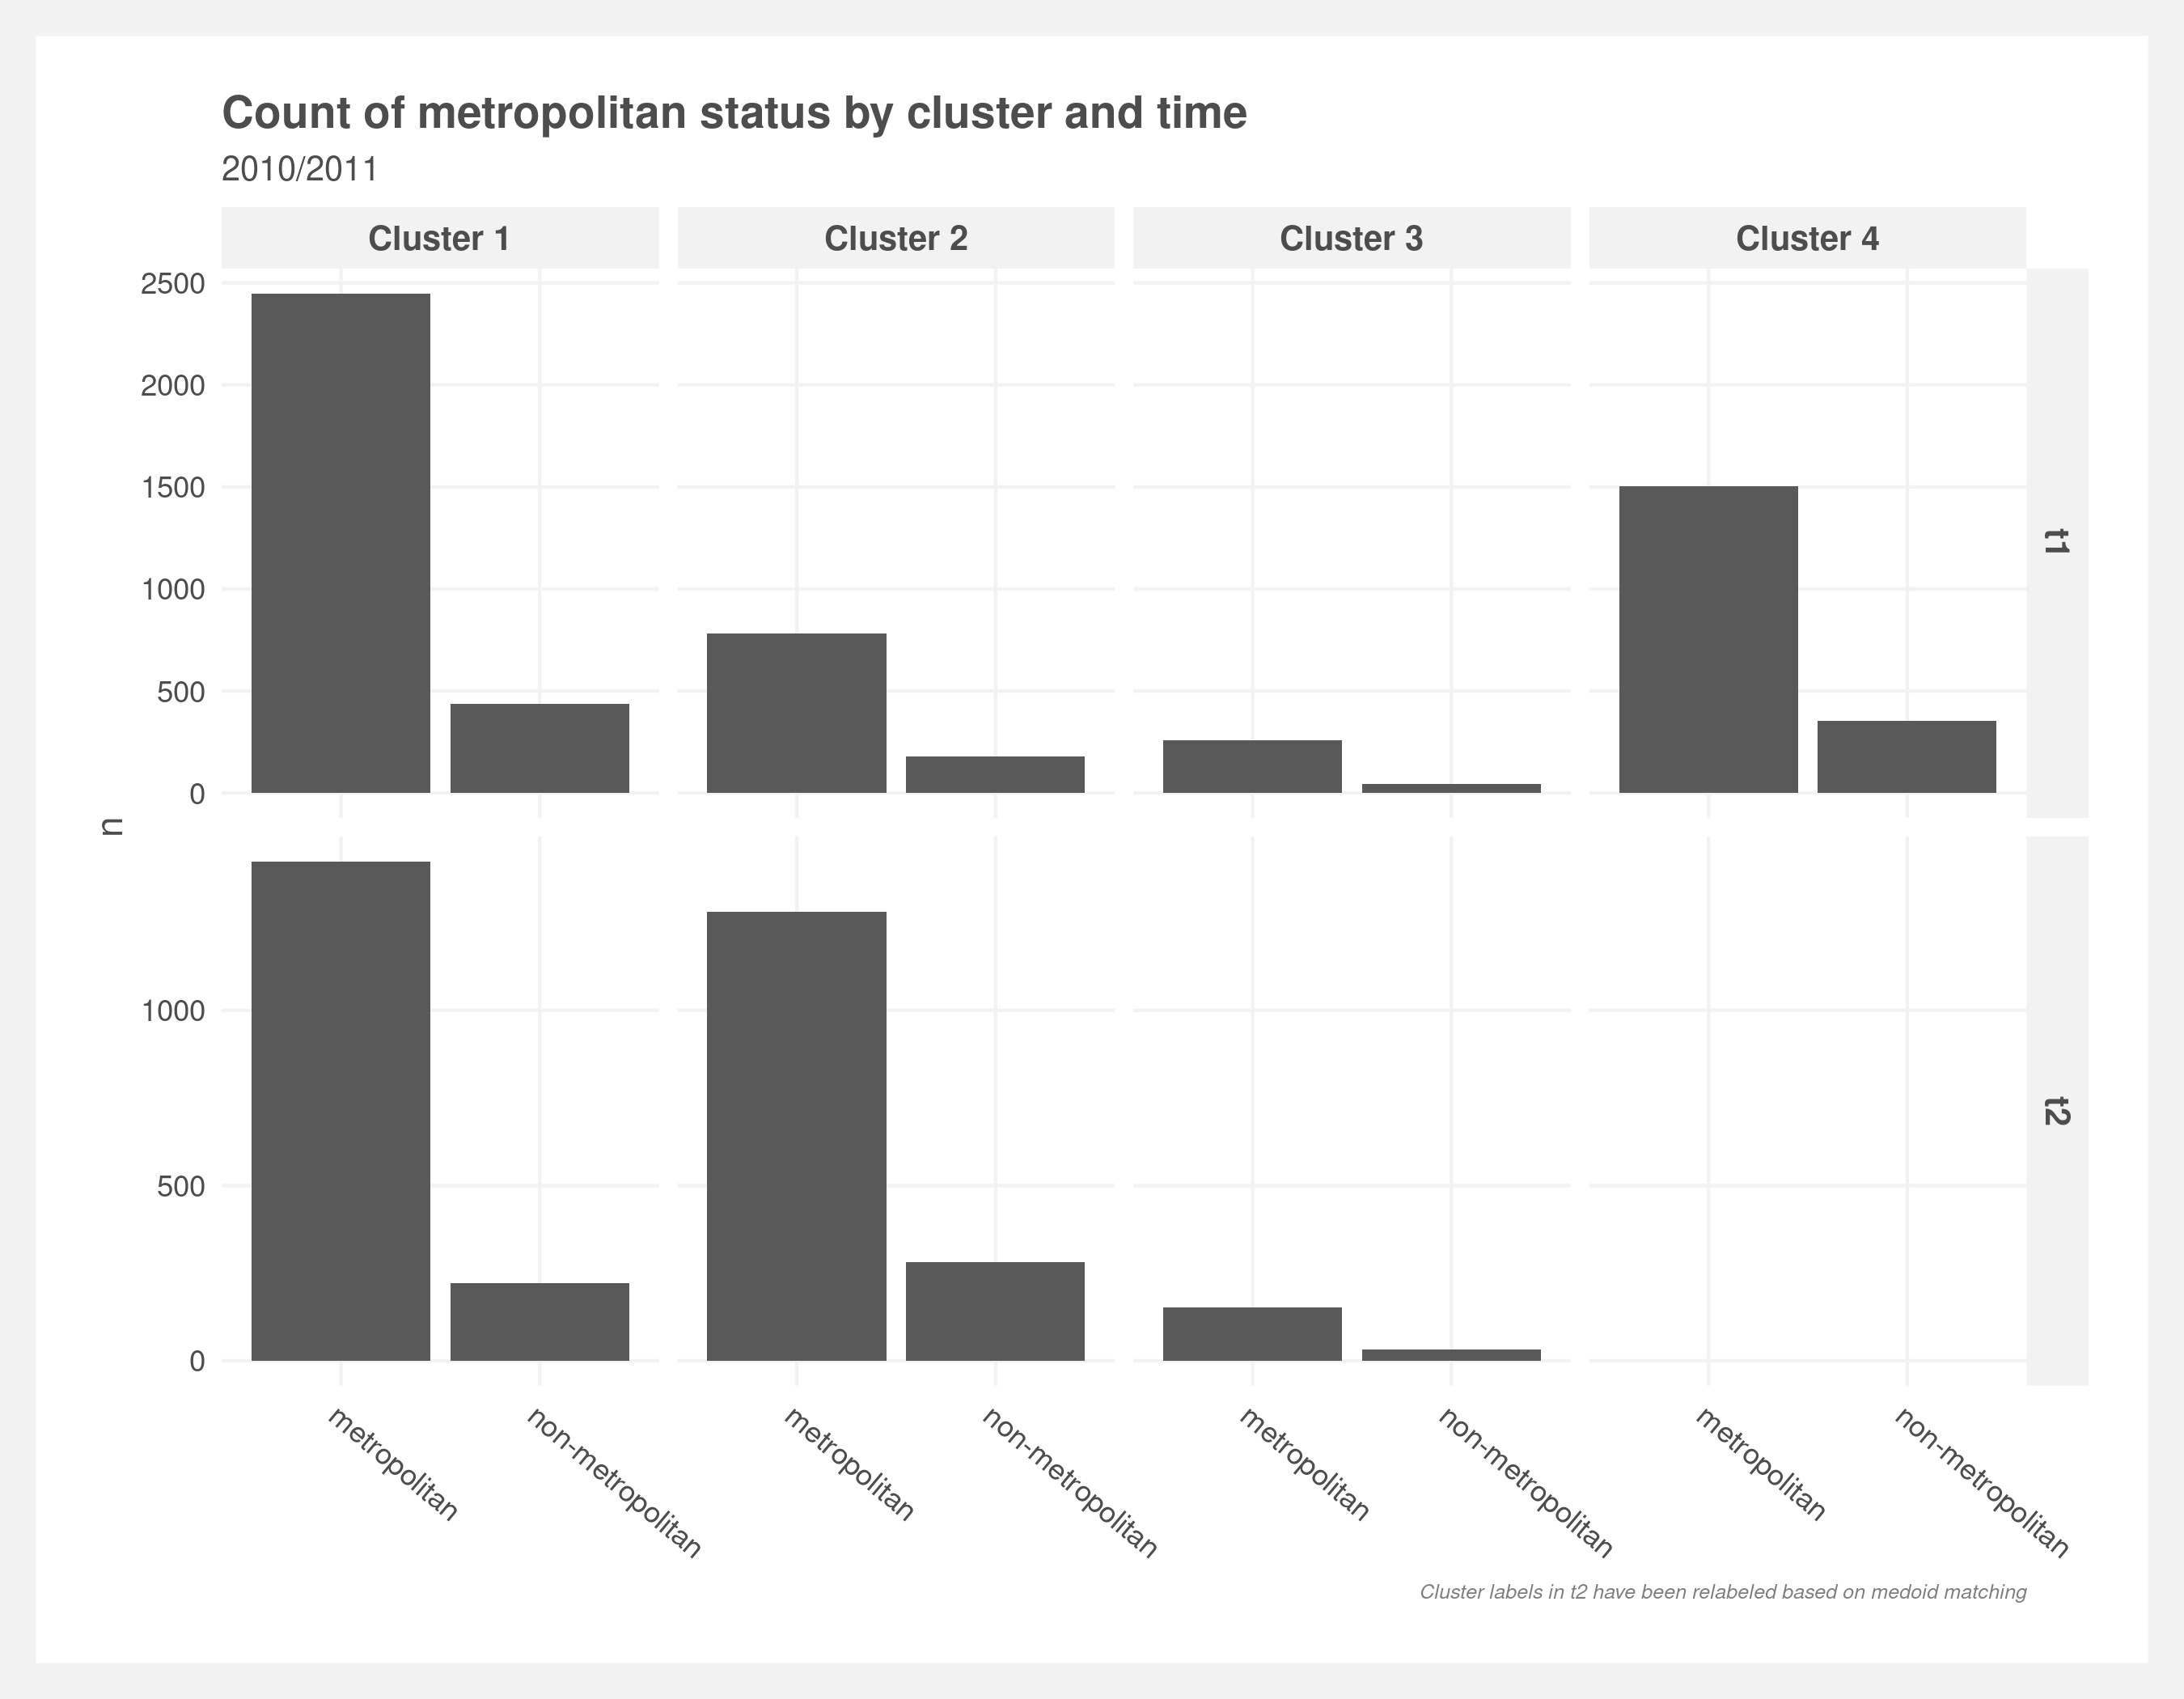 Count of metropolitan status by cluster and time
2010/2011
Cluster 1 Cluster 2 Cluster 3 Cluster 4
2500
2000
1500
1000
500
0
t1
n
1000
500
0
t2
metropolitan non-metropolitan metropolitan non-metropolitan metropolitan non-metropolitan metropolitan non-metropolitan
Cluster labels in t2 have been relabeled based on medoid matching